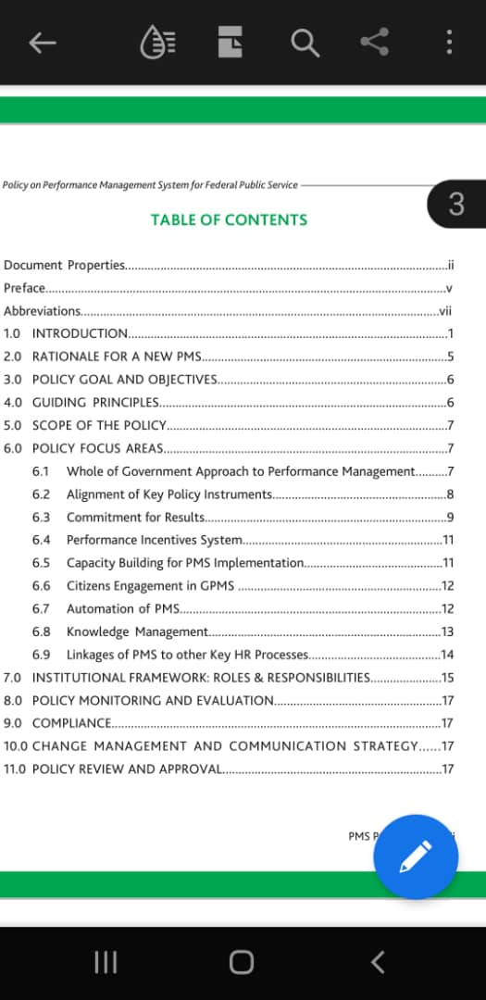 Policy on Performance Management System for Federal Public Service
3
TABLE OF CONTENTS
Document Properties....ii
Preface....v
Abbreviations....vii
1.0 INTRODUCTION....1
2.0 RATIONALE FOR A NEW PMS....5
3.0 POLICY GOAL AND OBJECTIVES....6
4.0 GUIDING PRINCIPLES....6
5.0 SCOPE OF THE POLICY....7
6.0 POLICY FOCUS AREAS....7
6.1 Whole of Government Approach to Performance Management....7
6.2 Alignment of Key Policy Instruments....8
6.3 Commitment for Results....9
6.4 Performance Incentives System....11
6.5 Capacity Building for PMS Implementation....11
6.6 Citizens Engagement in GPMS ....12
6.7 Automation of PMS....12
6.8 Knowledge Management....13
6.9 Linkages of PMS to other Key HR Processes....14
7.0 INSTITUTIONAL FRAMEWORK: ROLES & RESPONSIBILITIES....15
8.0 POLICY MONITORING AND EVALUATION....17
9.0 COMPLIANCE....17
10.0 CHANGE MANAGEMENT AND COMMUNICATION STRATEGY......17
11.0 POLICY REVIEW AND APPROVAL....17
PMS